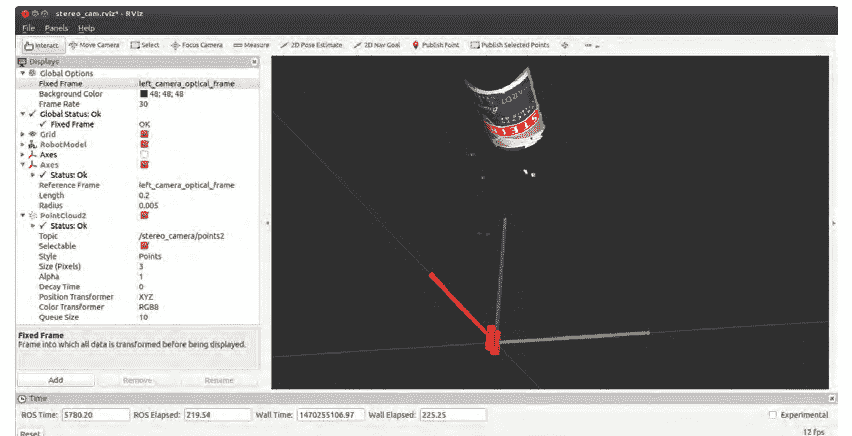 stereo_cam.rviz* - RViz
File Panels Help
Interact Move Camera Select Focus Camera Measure 2D Pose Estimate 2D Nav Goal Publish Point Publish Selected Points
Displays
Global Options
Fixed Frame left_camera_optical_frame
Background Color 48; 48; 48
Frame Rate 30
Global Status: Ok
Fixed Frame OK
Grid
RobotModel
Axes
Axes
Status: Ok
Reference Frame left_camera_optical_frame
Length 0.2
Radius 0.005
PointCloud2
Status: Ok
Topic /stereo_camera/points2
Selectable
Style Points
Size (Pixels) 3
Alpha 1
Decay Time 0
Position Transformer XYZ
Color Transformer RGB8
Queue Size 10
Fixed Frame
Frame into which all data is transformed before being displayed.
Add Remove Rename
Time
ROS Time: 5780.20 ROS Elapsed: 219.54 Wall Time: 1470255106.97 Wall Elapsed: 225.25 Experimental
Reset 12 fps